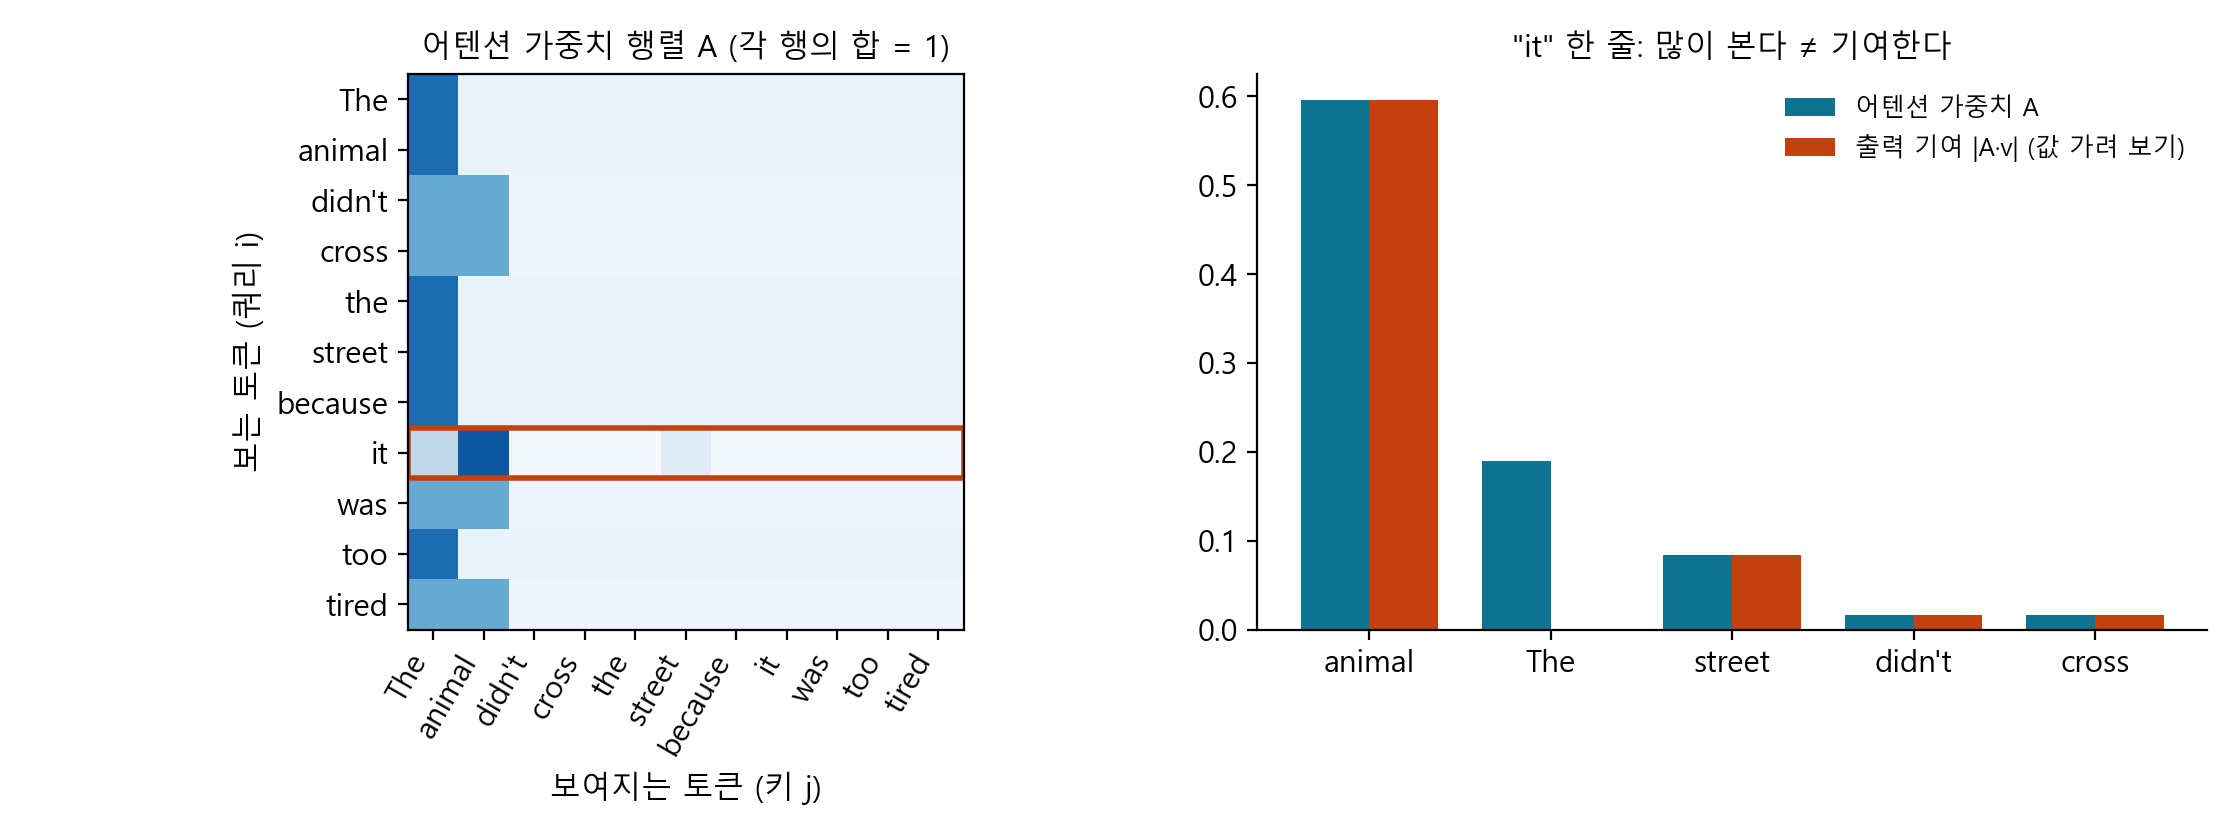 어텐션 가중치 행렬 A (각 행의 합 = 1)
보는 토큰 (쿼리 i)
The
animal
didn't
cross
the
street
because
it
was
too
tired
The
animal
didn't
cross
the
street
because
it
was
too
tired
보여지는 토큰 (키 j)
"it" 한 줄: 많이 본다 ≠ 기여한다
어텐션 가중치 A
출력 기여 |A·v| (값 가려 보기)
0.6
0.5
0.4
0.3
0.2
0.1
0.0
animal
The
street
didn't
cross